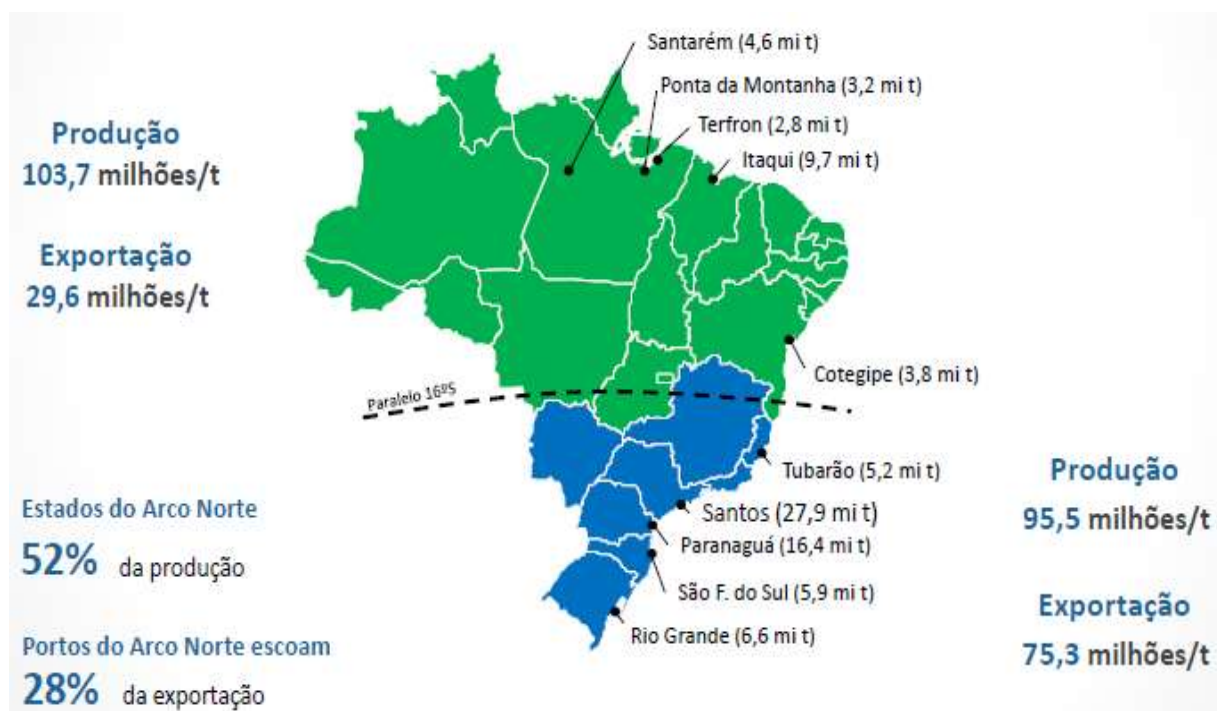 Santarém (4,6 mi t)
Ponta da Montanha (3,2 mi t)
Terfron (2,8 mi t)
Itaqui (9,7 mi t)
Produção
103,7 milhões/t
Exportação
29,6 milhões/t
Cotegipe (3,8 mi t)
Paralelo 16ºS
Tubarão (5,2 mi t)
Santos (27,9 mi t)
Paranaguá (16,4 mi t)
São F. do Sul (5,9 mi t)
Rio Grande (6,6 mi t)
Produção
95,5 milhões/t
Exportação
75,3 milhões/t
Estados do Arco Norte
52% da produção
Portos do Arco Norte escoam
28% da exportação